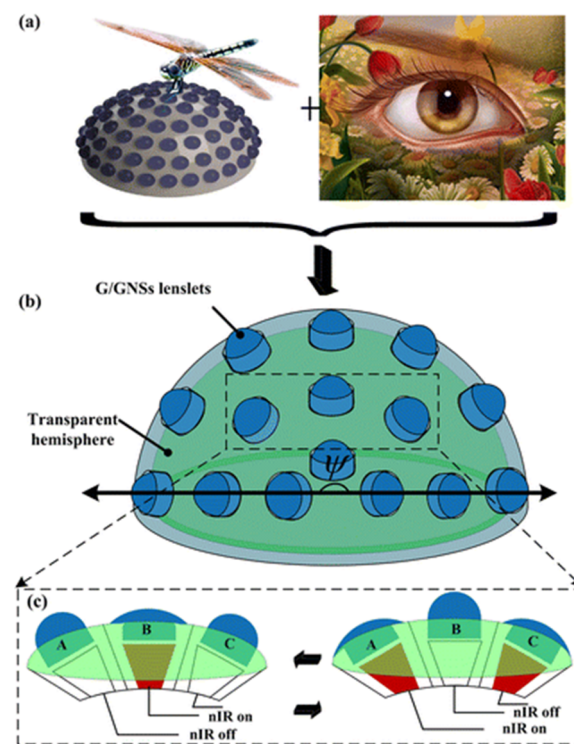 (a)
+
(b)
G/GNSs lenslets
Transparent
hemisphere
ψ
(c)
A
B
C
A
B
C
nIR on
nIR off
nIR off
nIR on